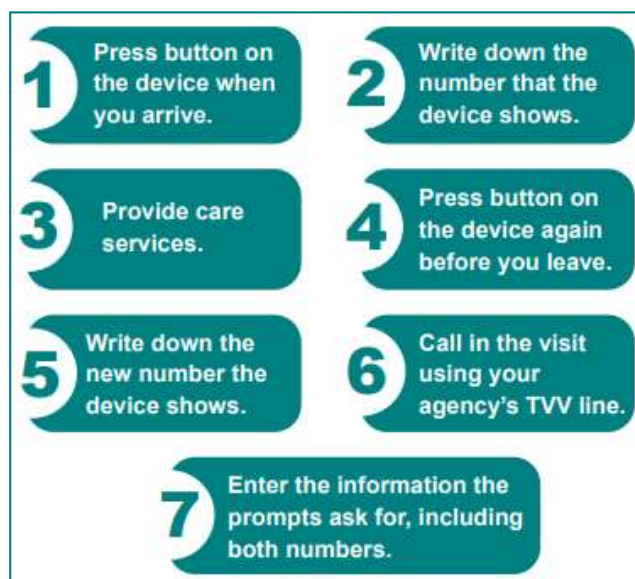 1
Press button on
the device when
you arrive.
2
Write down the
number that the
device shows.
3
Provide care
services.
4
Press button on
the device again
before you leave.
5
Write down the
new number the
device shows.
6
Call in the visit
using your
agency's TVV line.
7
Enter the information the
prompts ask for, including
both numbers.